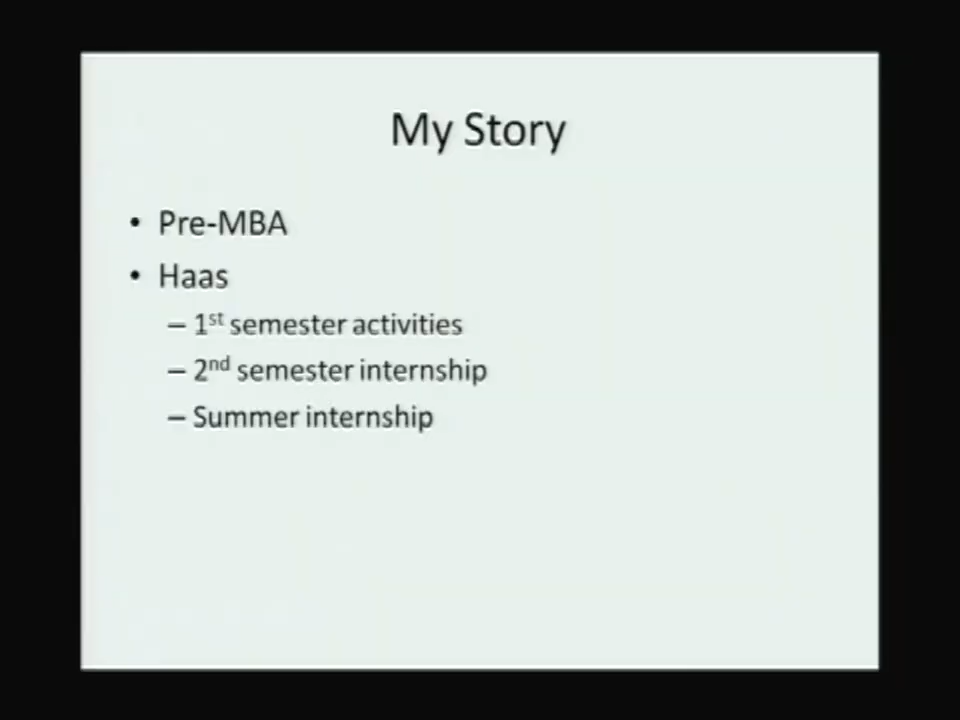 My Story
• Pre-MBA
• Haas
– 1st semester activities
– 2nd semester internship
– Summer internship